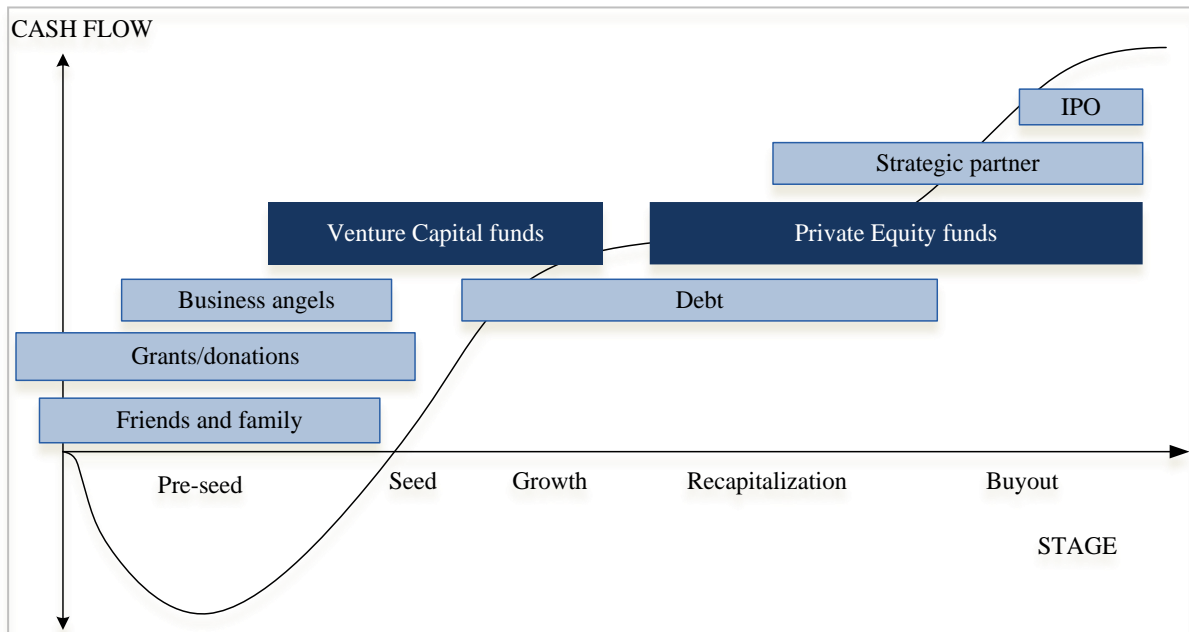 CASH FLOW
IPO
Strategic partner
Venture Capital funds
Private Equity funds
Business angels
Debt
Grants/donations
Friends and family
Pre-seed
Seed
Growth
Recapitalization
Buyout
STAGE